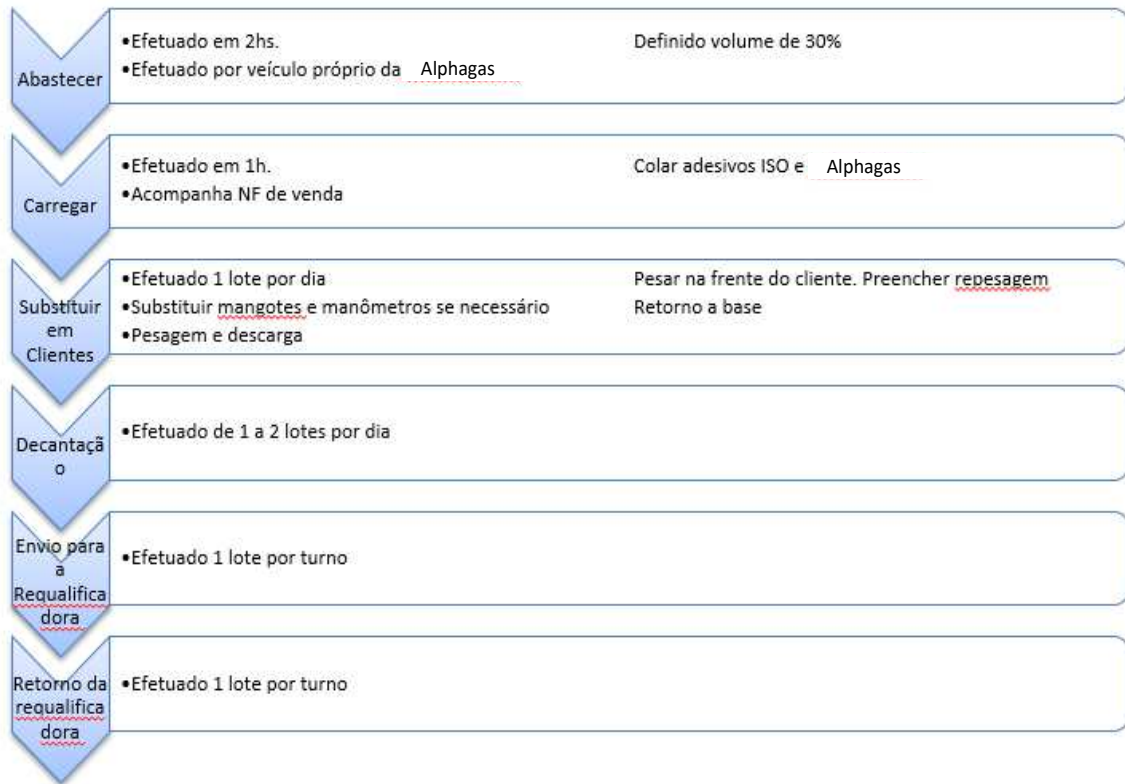 Abastecer
•Efetuado em 2hs.
Definido volume de 30%
•Efetuado por veículo próprio da Alphagas
Carregar
•Efetuado em 1h.
Colar adesivos ISO e Alphagas
•Acompanha NF de venda
Substituir
em
Clientes
•Efetuado 1 lote por dia
Pesar na frente do cliente. Preencher repesagem
•Substituir mangotes e manômetros se necessário
Retorno a base
•Pesagem e descarga
Decantaçã
o
•Efetuado de 1 a 2 lotes por dia
Envio para
a
Requalifica
dora
•Efetuado 1 lote por turno
Retorno da
requalifica
dora
•Efetuado 1 lote por turno